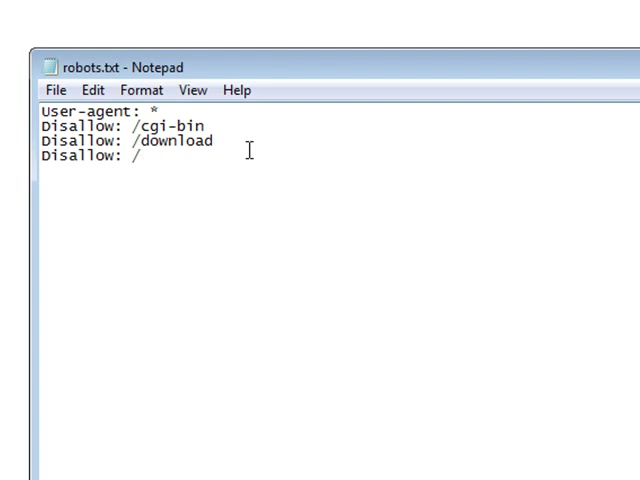 robots.txt - Notepad
File Edit Format View Help
User-agent: *
Disallow: /cgi-bin
Disallow: /download
Disallow: /